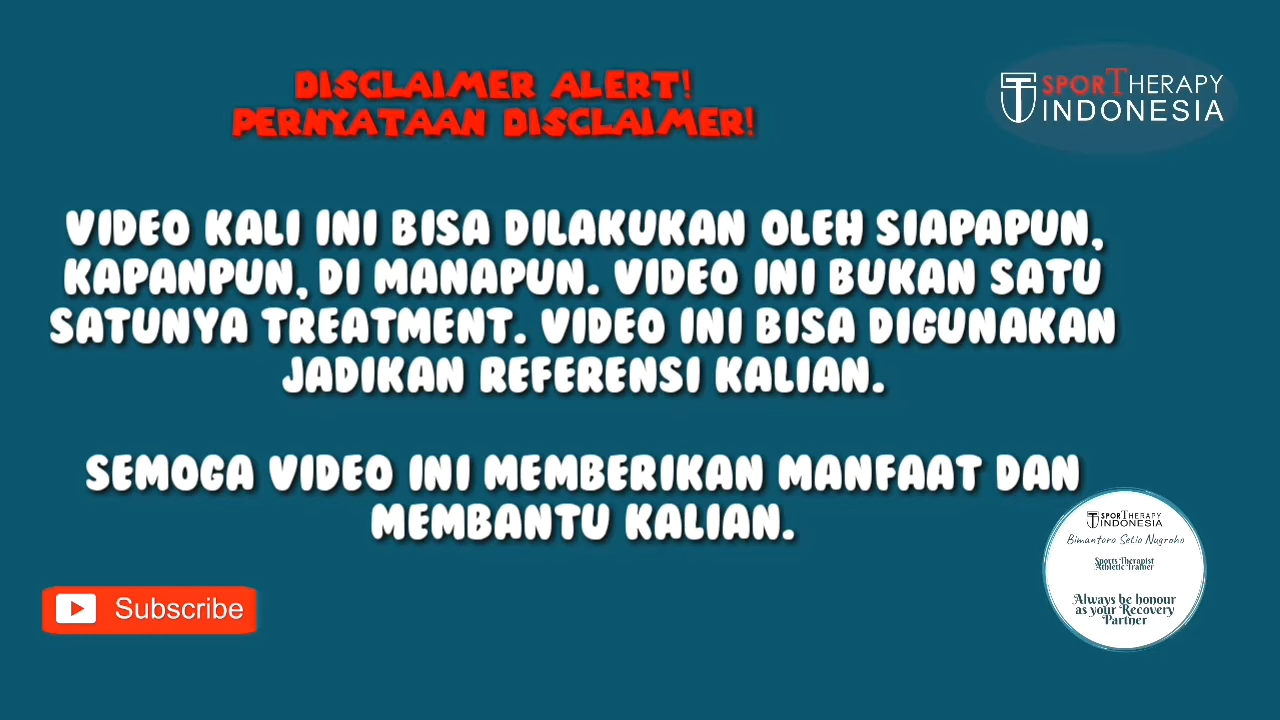 DISCLAIMER ALERT!
PERNYATAAN DISCLAIMER!
SPORTHERAPY
INDONESIA
VIDEO KALI INI BISA DILAKUKAN OLEH SIAPAPUN,
KAPANPUN, DI MANAPUN. VIDEO INI BUKAN SATU
SATUNYA TREATMENT. VIDEO INI BISA DIGUNAKAN
JADIKAN REFERENSI KALIAN.
SEMOGA VIDEO INI MEMBERIKAN MANFAAT DAN
MEMBANTU KALIAN.
Subscribe
SPORTHERAPY
INDONESIA
Bimantoro Setio Nugroho
Sports Therapist
Athletic Trainer
Always be honour
as your Recovery
Partner